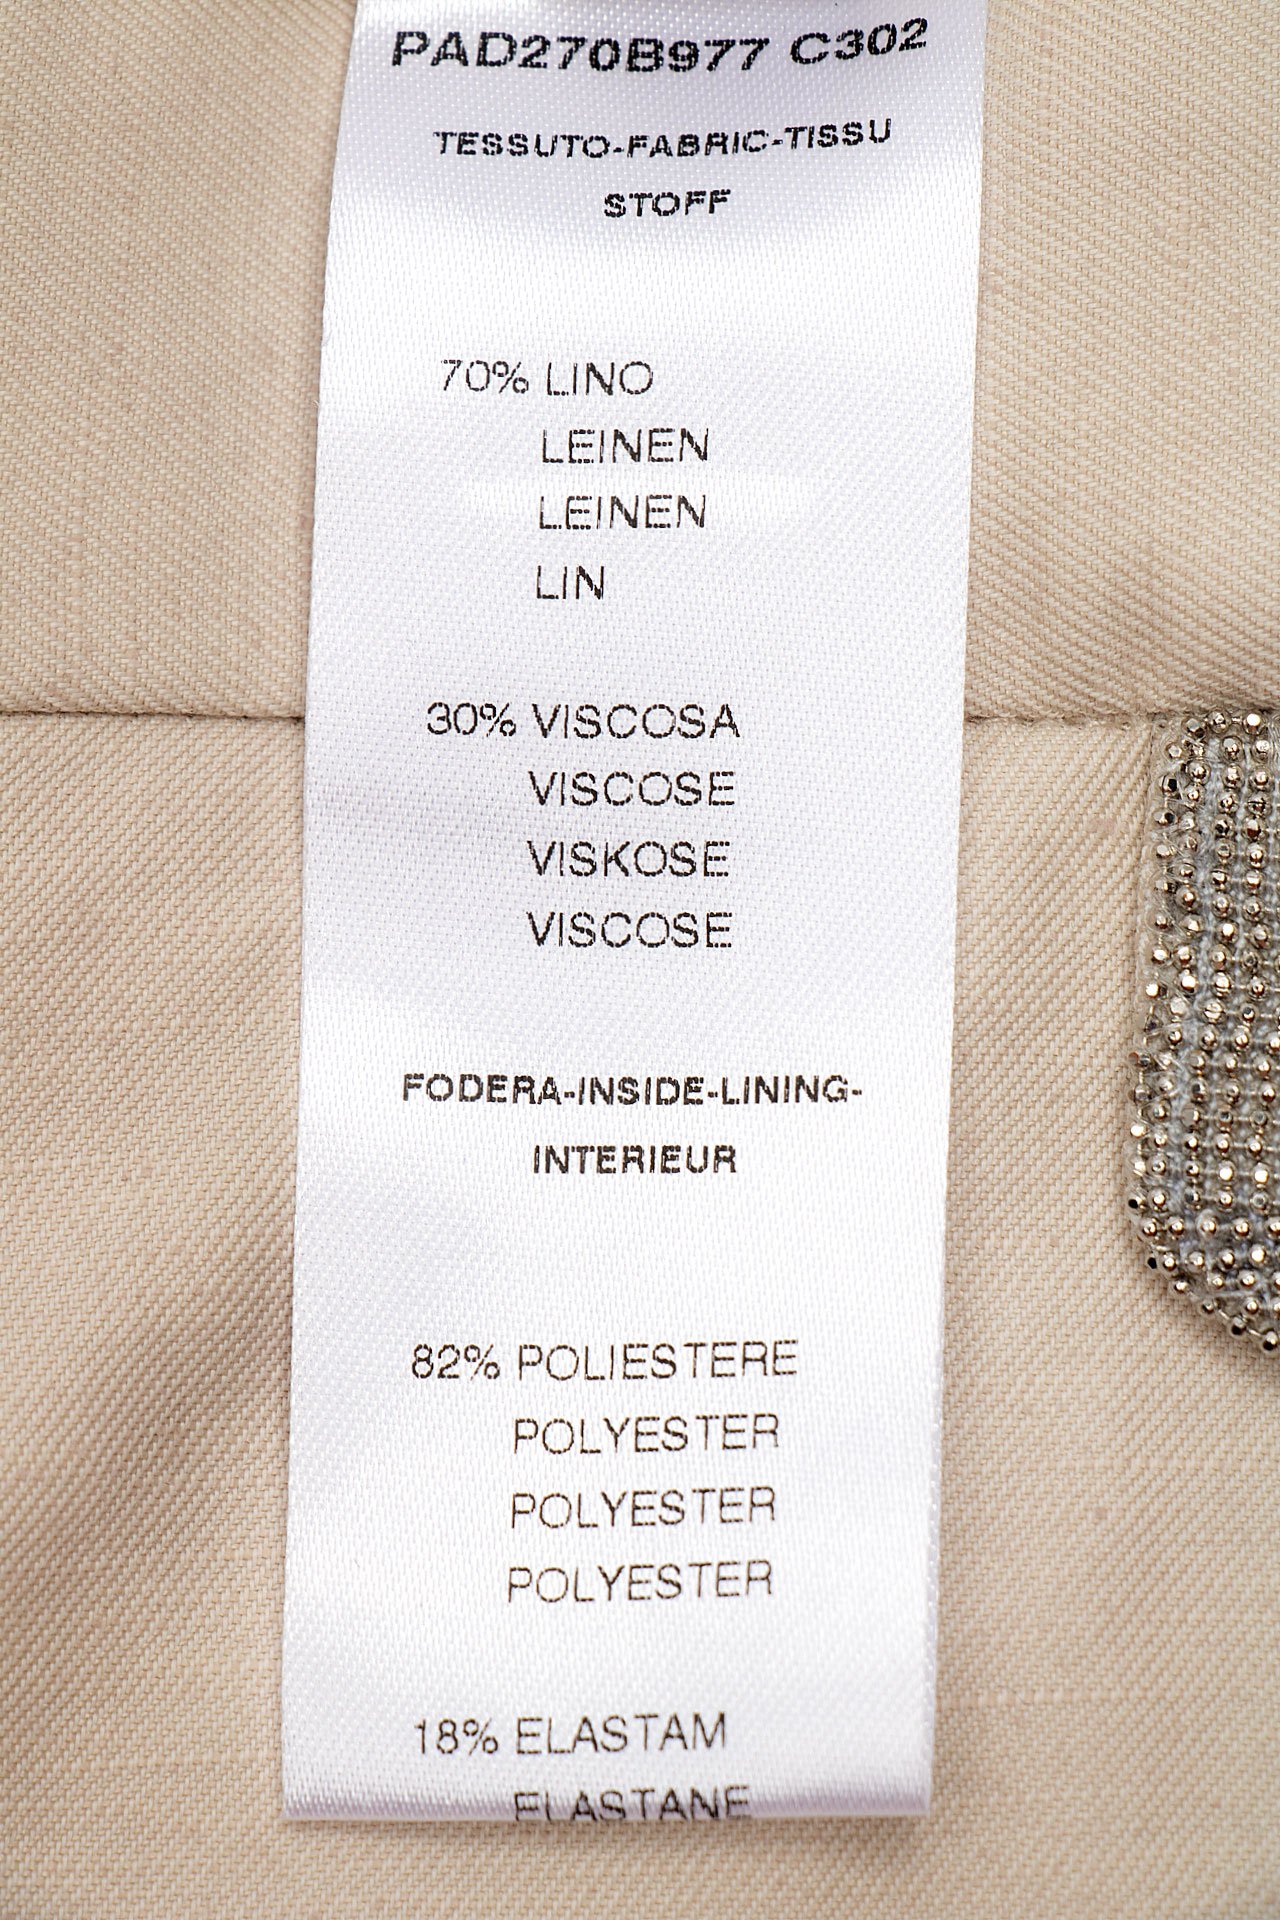 PAD270B977 C302
TESSUTO-FABRIC-TISSU
STOFF
70% LINO
LEINEN
LEINEN
LIN
30% VISCOSA
VISCOSE
VISKOSE
VISCOSE
FODERA-INSIDE-LINING-
INTERIEUR
82% POLIESTERE
POLYESTER
POLYESTER
POLYESTER
18% ELASTAM
ELASTANE